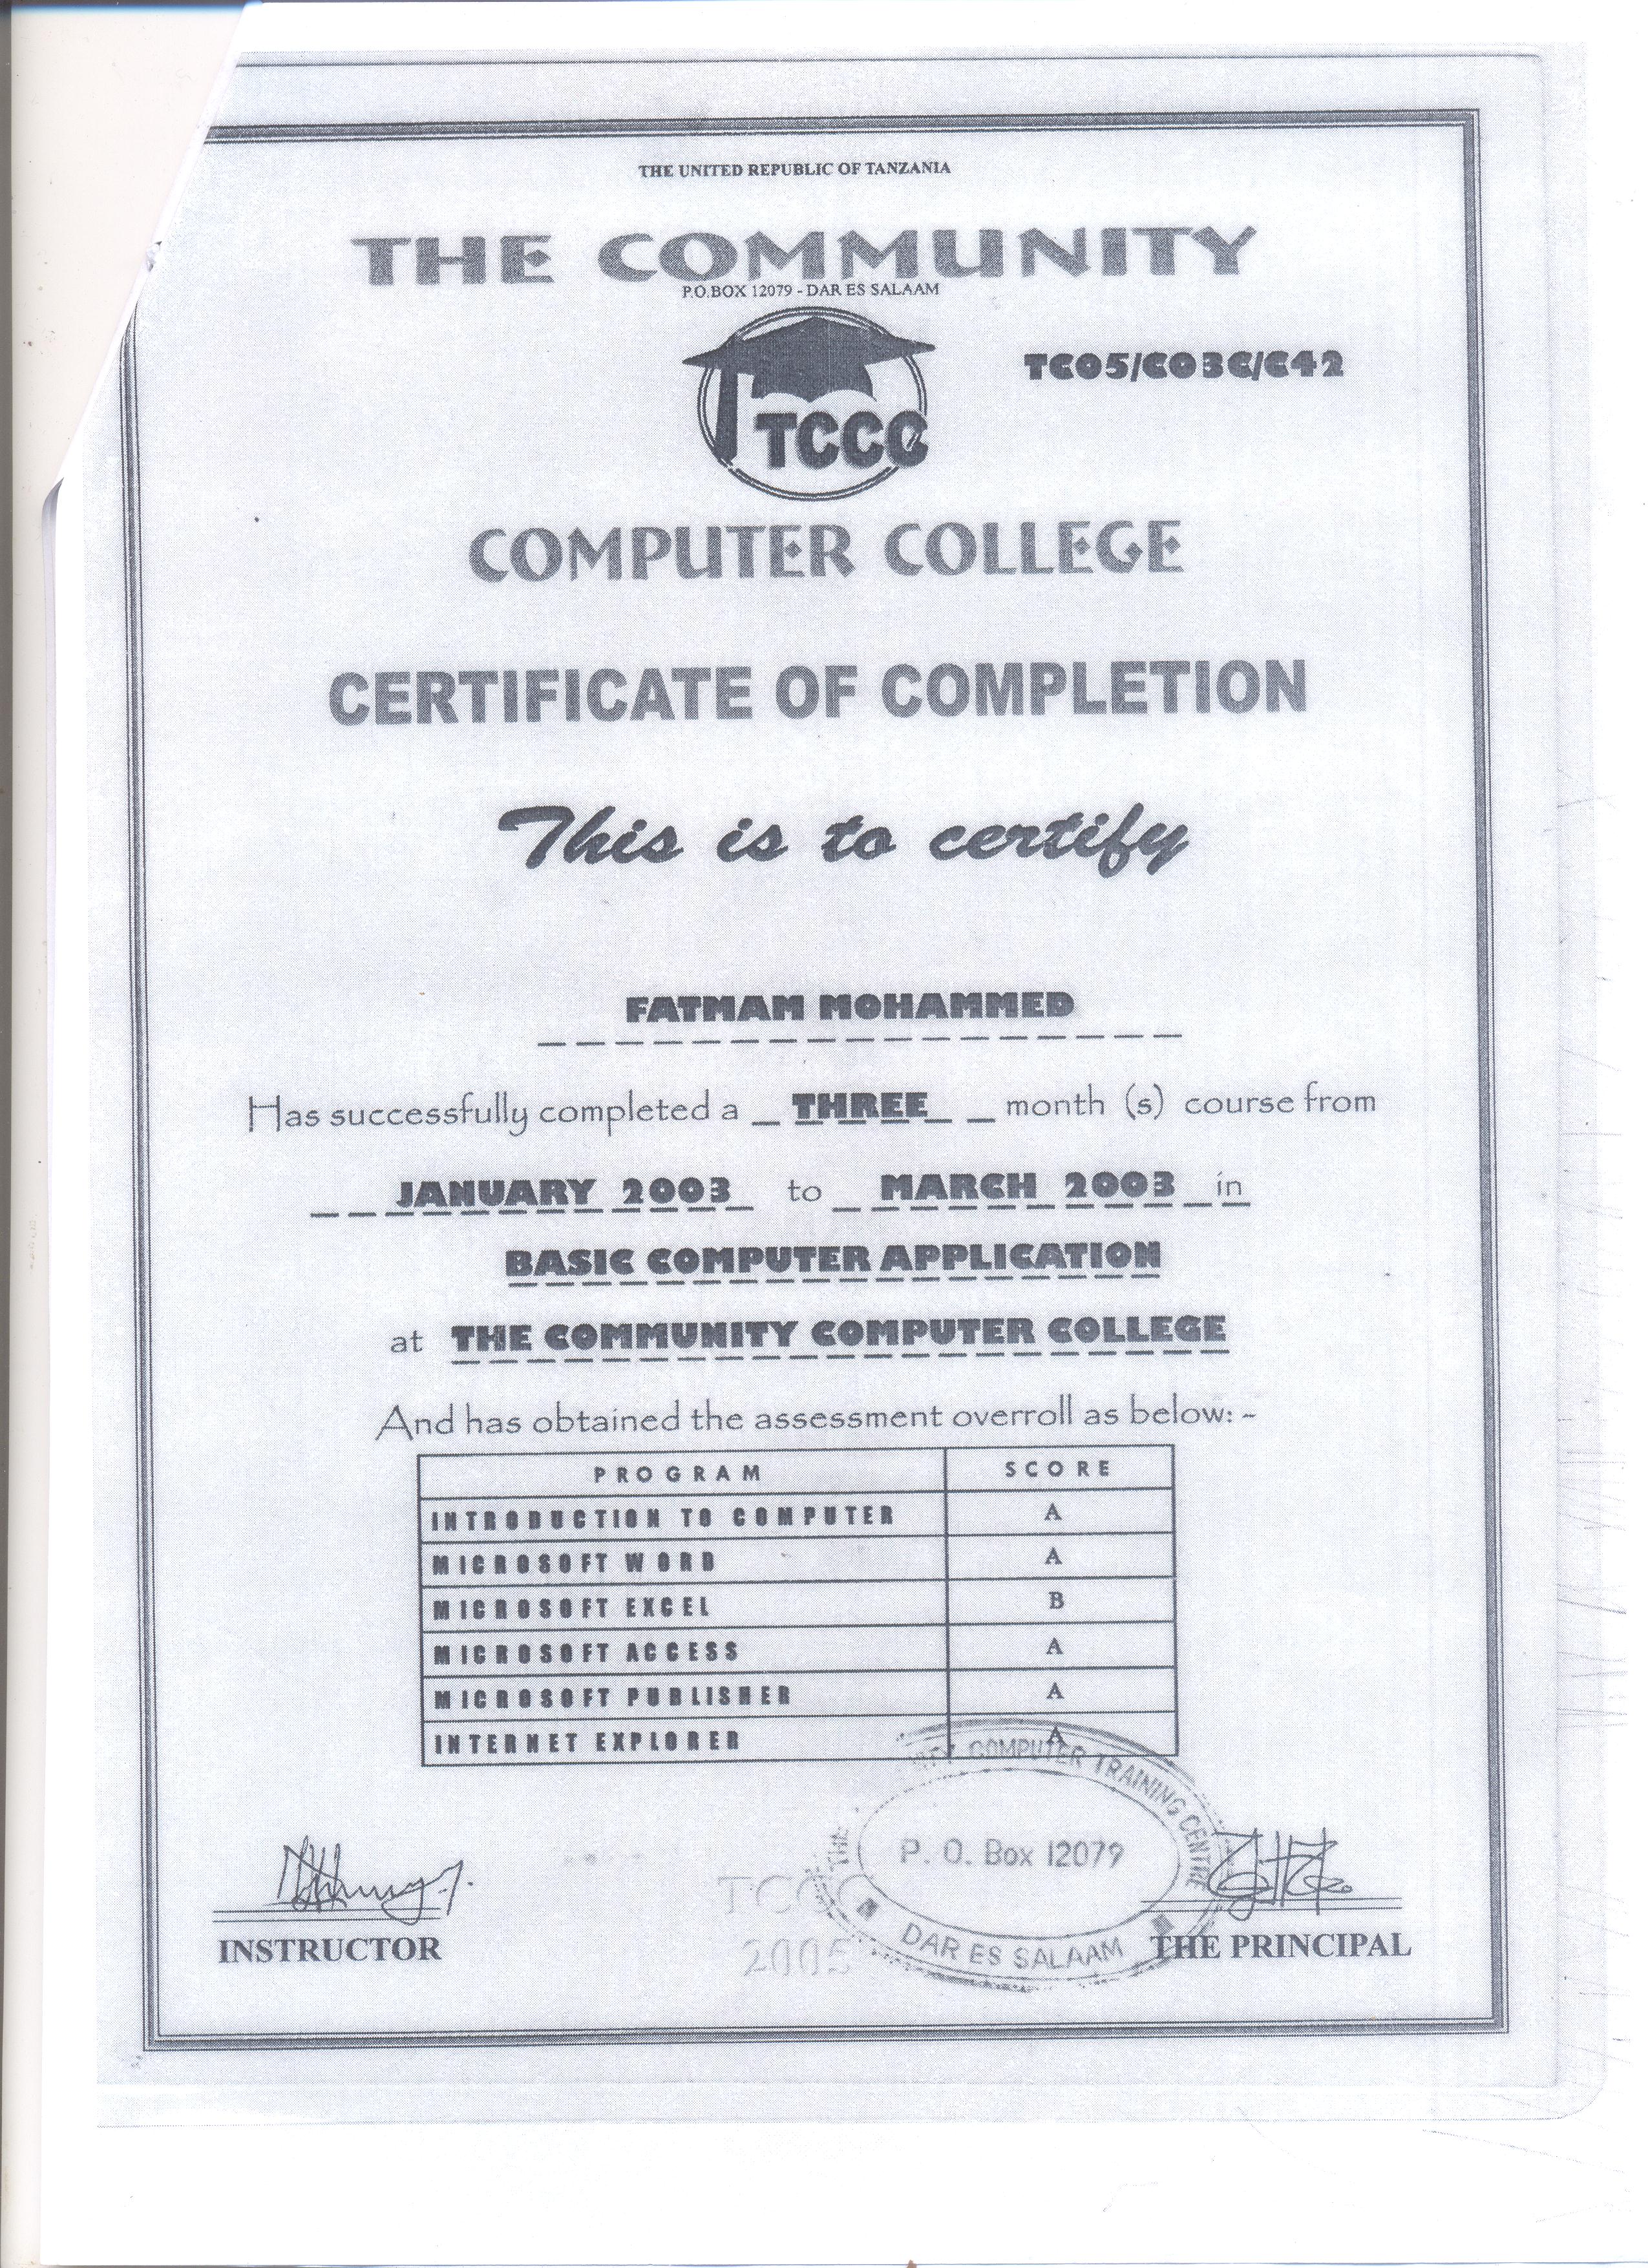 THE UNITED REPUBLIC OF TANZANIA
THE COMMUNITY
P.O.BOX 12079 - DAR ES SALAAM
TCCC
TC05/C03C/C42
COMPUTER COLLEGE
CERTIFICATE OF COMPLETION
This is to certify
FATMAM MOHAMMED
Has successfully completed a THREE month (s) course from
JANUARY 2003 to MARCH 2003 in
BASIC COMPUTER APPLICATION
at THE COMMUNITY COMPUTER COLLEGE
And has obtained the assessment overroll as below: -
PROGRAM SCORE
INTRODUCTION TO COMPUTER A
MICROSOFT WORD A
MICROSOFT EXCEL B
MICROSOFT ACCESS A
MICROSOFT PUBLISHER A
INTERNET EXPLORER A
THE COMPUTER TRAINING CENTRE
P. O. Box 12079
DAR ES SALAAM
TCCC
2005
INSTRUCTOR
THE PRINCIPAL